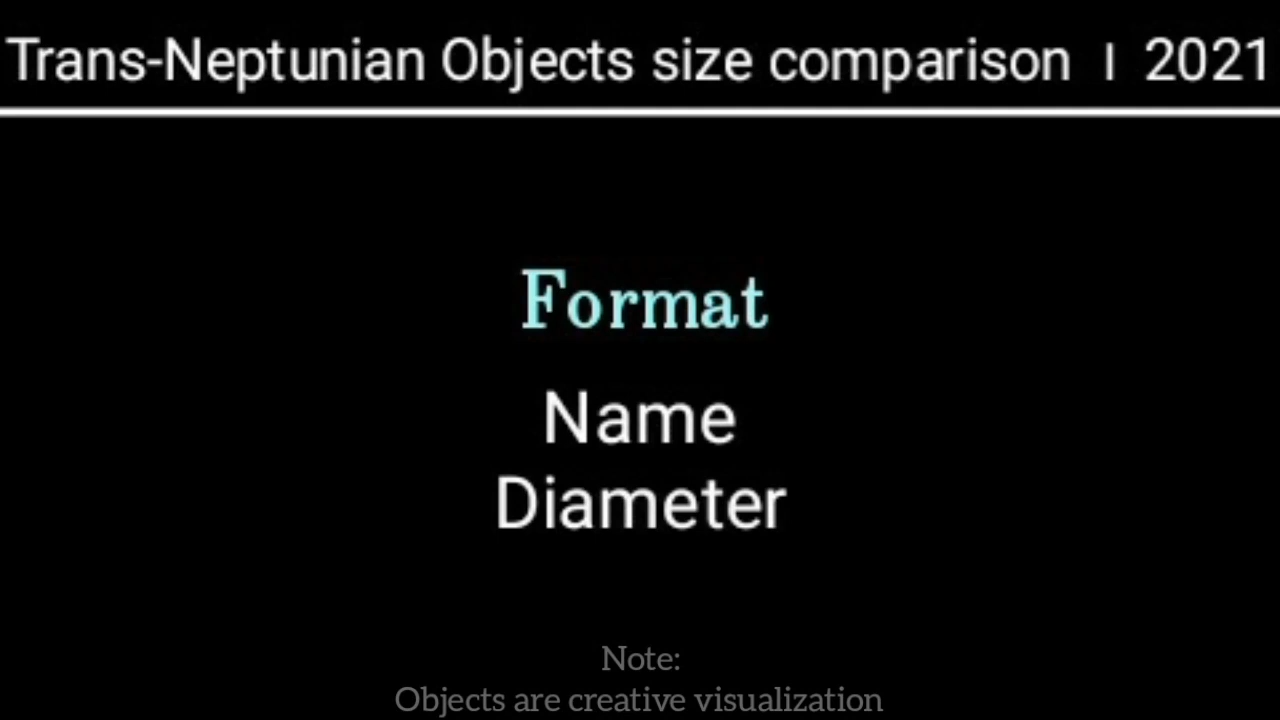 Trans-Neptunian Objects size comparison I 2021
Format
Name
Diameter
Note:
Objects are creative visualization